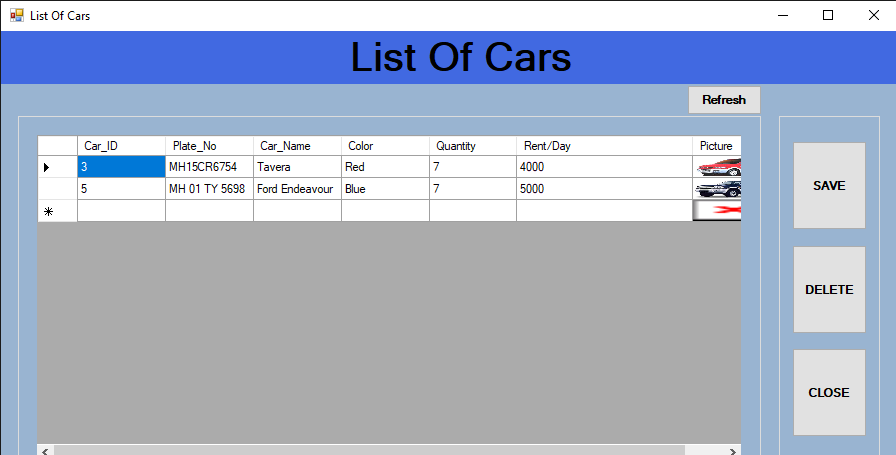 List Of Cars
List Of Cars
Refresh
Car_ID Plate_No Car_Name Color Quantity Rent/Day Picture
3 MH15CR6754 Tavera Red 7 4000
5 MH 01 TY 5698 Ford Endeavour Blue 7 5000
SAVE
DELETE
CLOSE